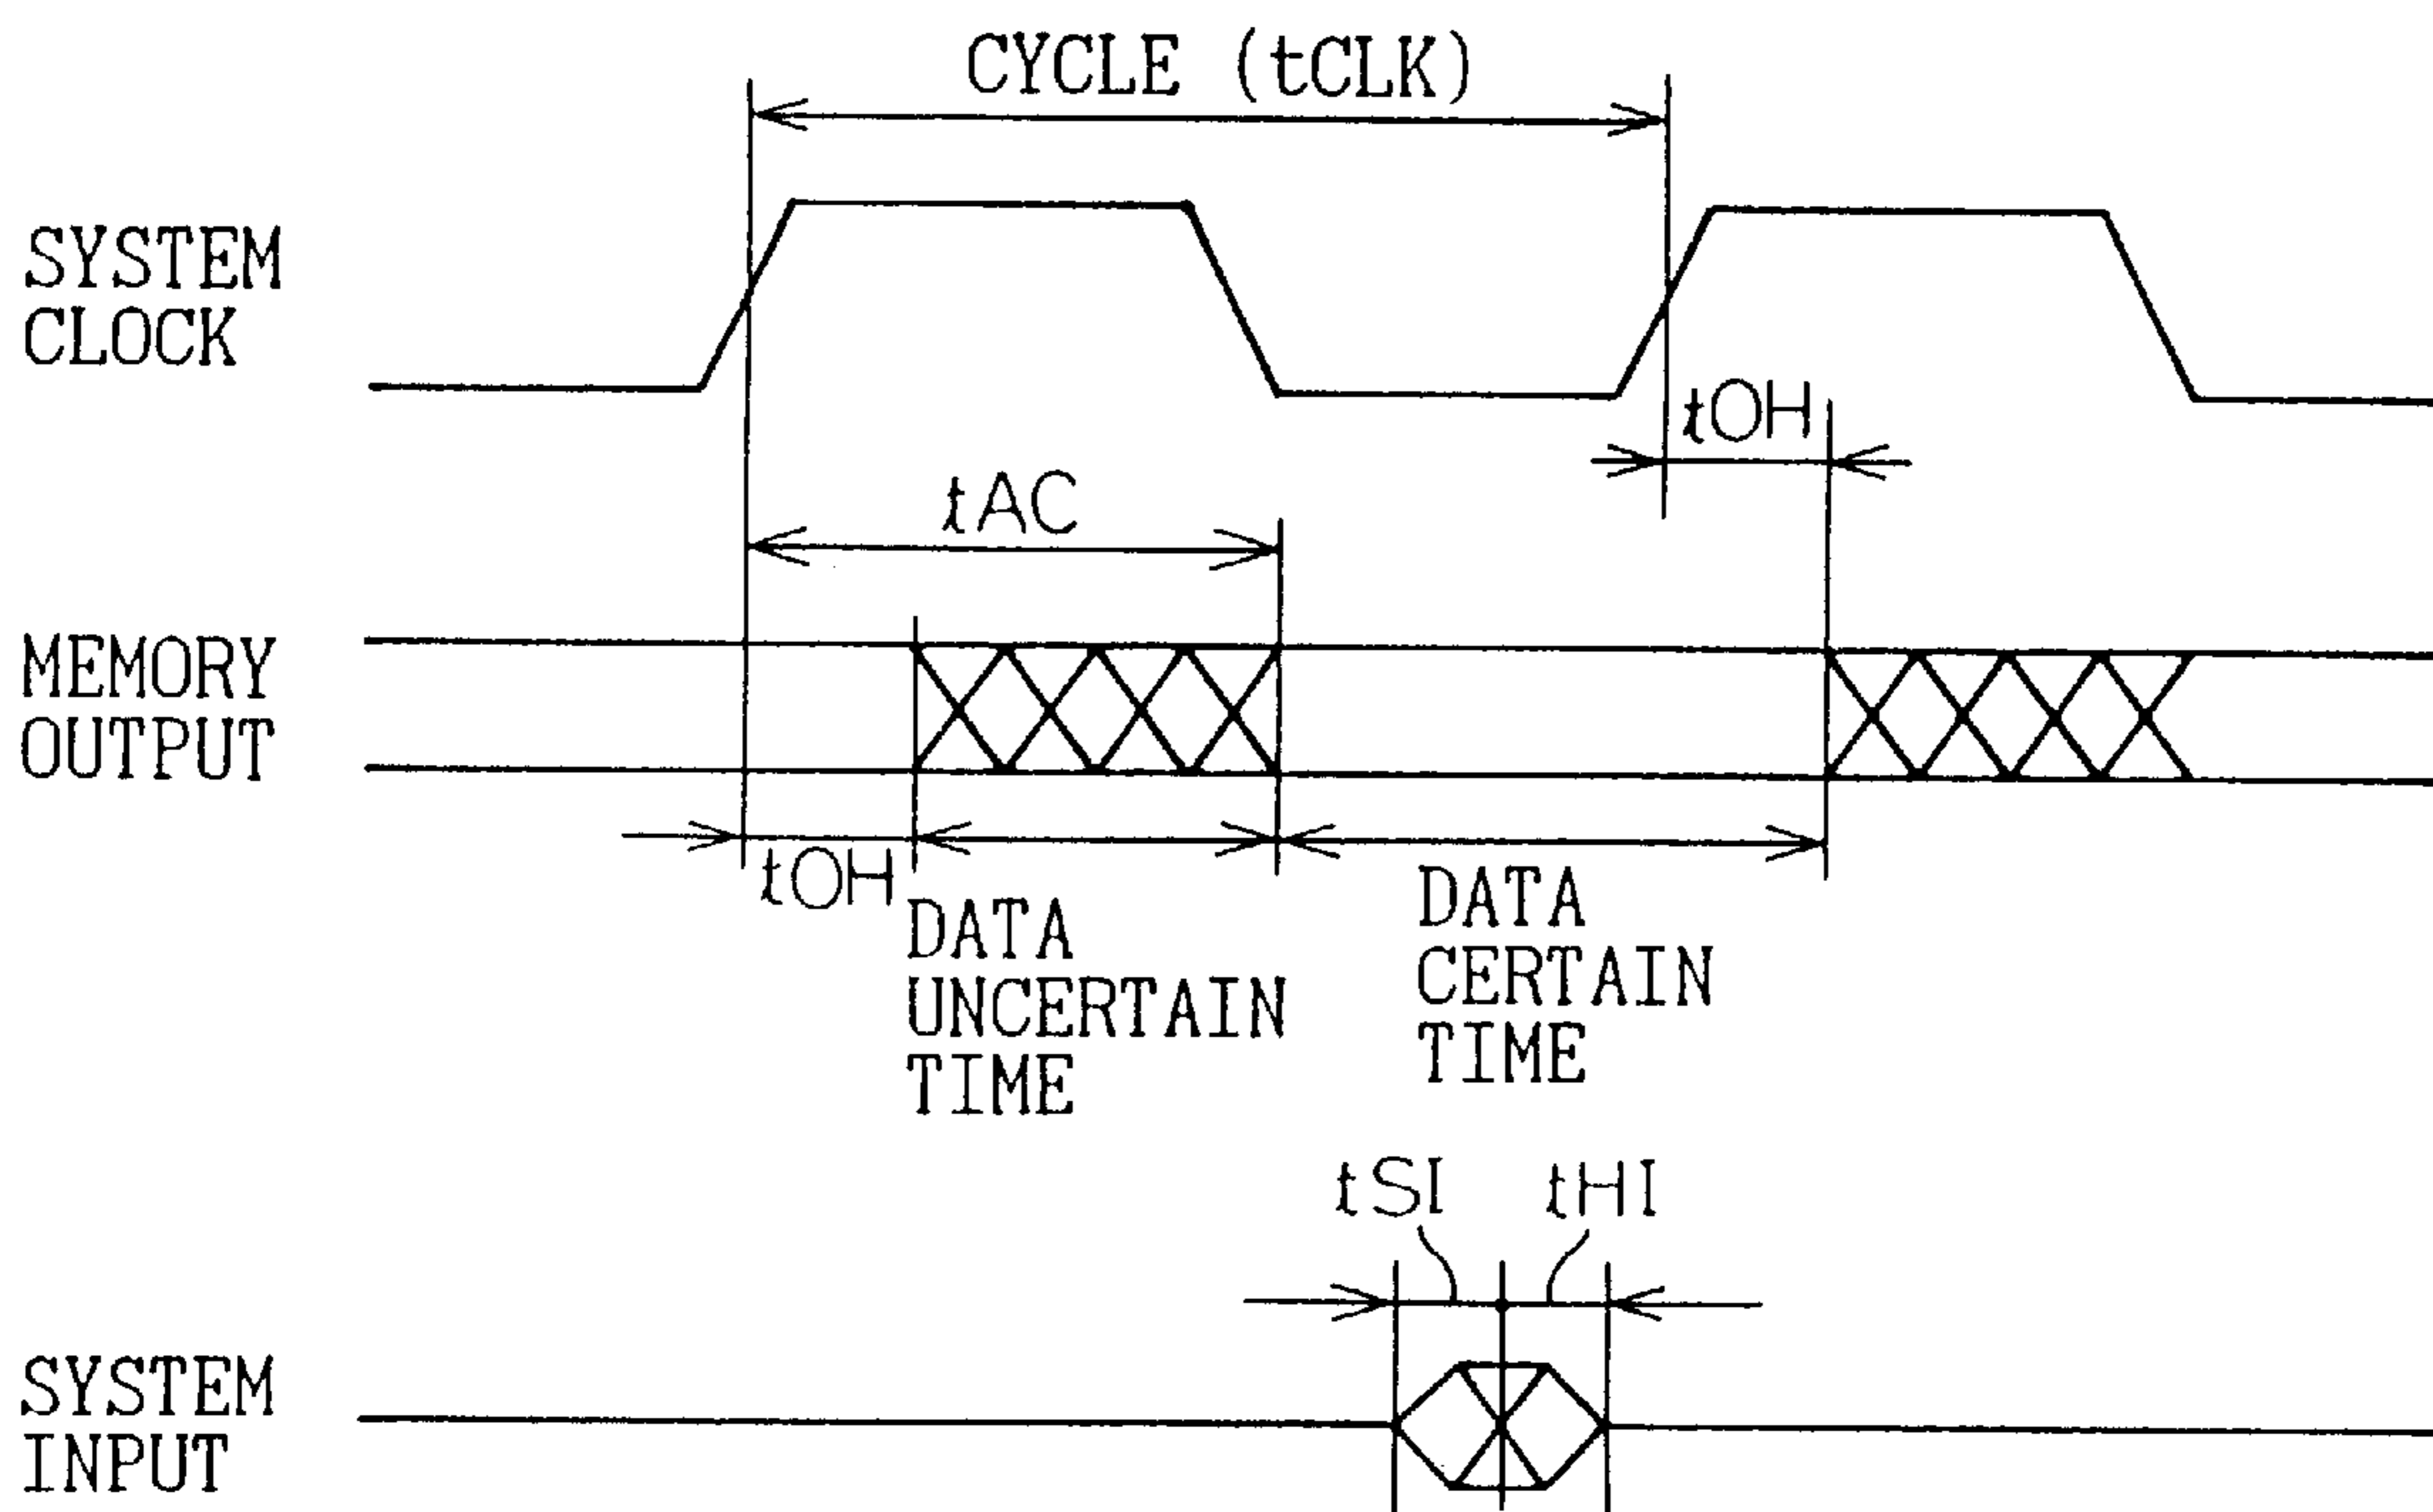 CYCLE (tCLK)
SYSTEM
CLOCK
tOH
tAC
MEMORY
OUTPUT
tOH
DATA
UNCERTAIN
TIME
DATA
CERTAIN
TIME
tSI
tHI
SYSTEM
INPUT